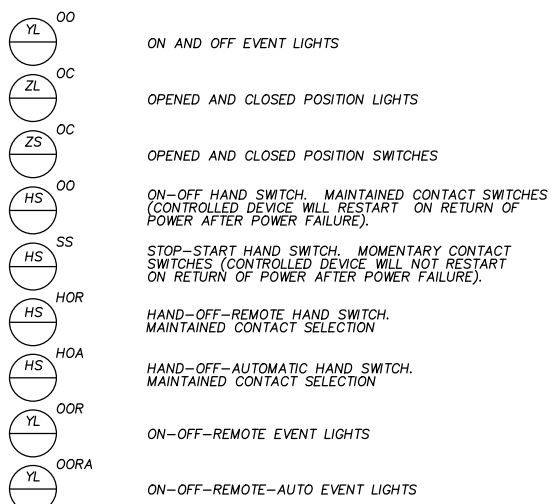 OO
YL
ON AND OFF EVENT LIGHTS
OC
ZL
OPENED AND CLOSED POSITION LIGHTS
OC
ZS
OPENED AND CLOSED POSITION SWITCHES
OO
HS
ON-OFF HAND SWITCH. MAINTAINED CONTACT SWITCHES
(CONTROLLED DEVICE WILL RESTART ON RETURN OF
POWER AFTER POWER FAILURE).
SS
HS
STOP-START HAND SWITCH. MOMENTARY CONTACT
SWITCHES (CONTROLLED DEVICE WILL NOT RESTART
ON RETURN OF POWER AFTER POWER FAILURE).
HOR
HS
HAND-OFF-REMOTE HAND SWITCH.
MAINTAINED CONTACT SELECTION
HOA
HS
HAND-OFF-AUTOMATIC HAND SWITCH.
MAINTAINED CONTACT SELECTION
OOR
YL
ON-OFF-REMOTE EVENT LIGHTS
OORA
YL
ON-OFF-REMOTE-AUTO EVENT LIGHTS